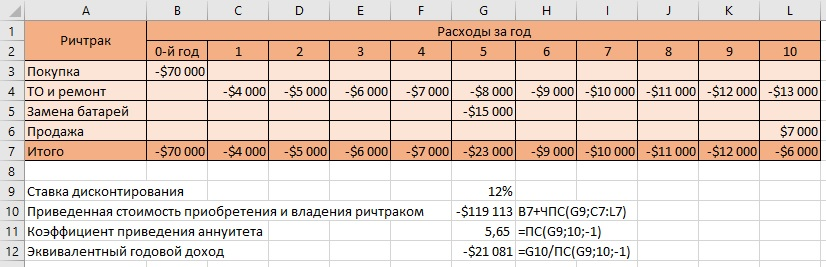 A B C D E F G H I J K L
1 Ричтрак Расходы за год
2 0-й год 1 2 3 4 5 6 7 8 9 10
3 Покупка -$70 000
4 ТО и ремонт -$4 000 -$5 000 -$6 000 -$7 000 -$8 000 -$9 000 -$10 000 -$11 000 -$12 000 -$13 000
5 Замена батарей -$15 000
6 Продажа $7 000
7 Итого -$70 000 -$4 000 -$5 000 -$6 000 -$7 000 -$23 000 -$9 000 -$10 000 -$11 000 -$12 000 -$6 000
8
9 Ставка дисконтирования 12%
10 Приведенная стоимость приобретения и владения ричтраком -$119 113 B7+ЧПС(G9;C7:L7)
11 Коэффициент приведения аннуитета 5,65 =ПС(G9;10;-1)
12 Эквивалентный годовой доход -$21 081 =G10/ПС(G9;10;-1)